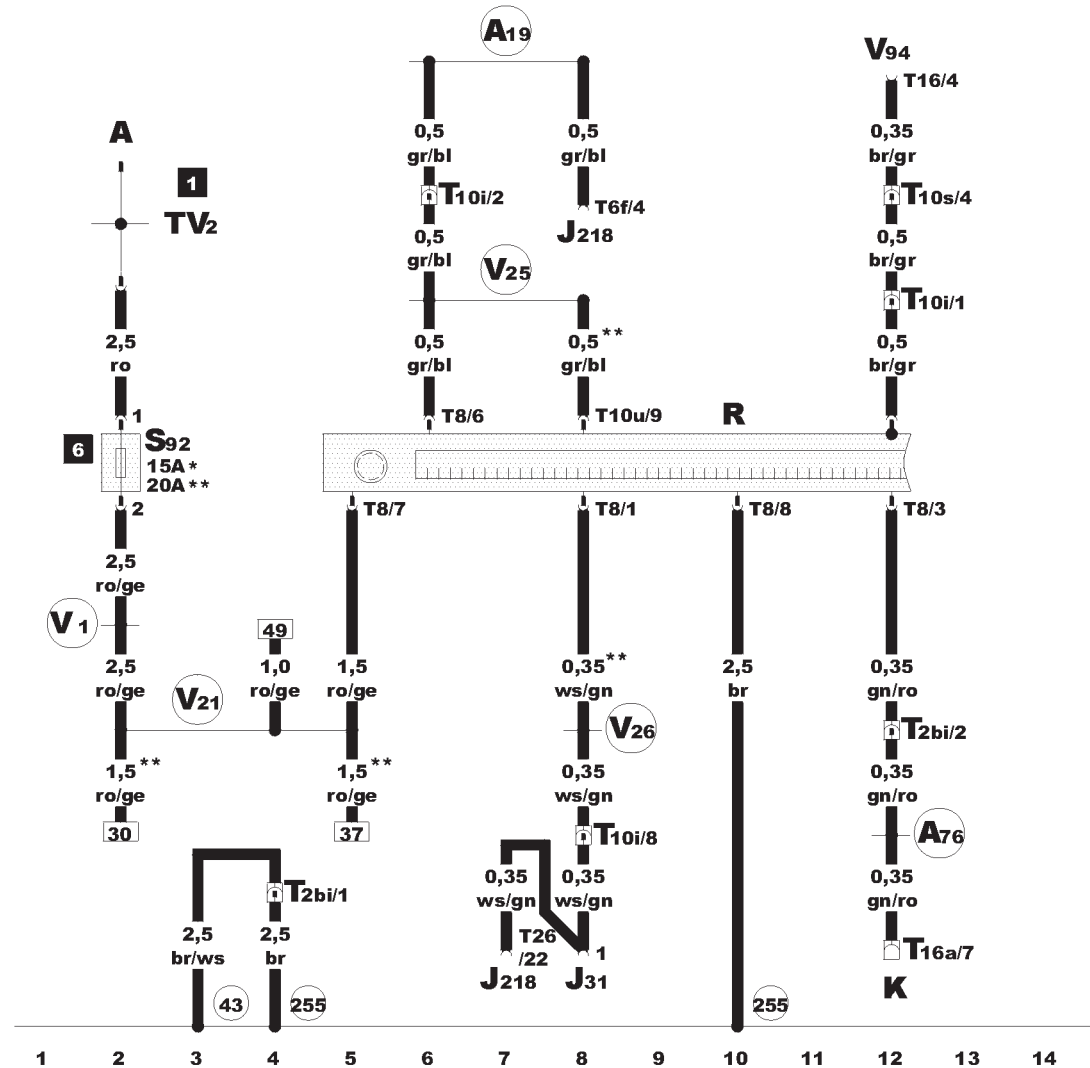 A19
V94
T16/4
A
0,5
0,5
0,35
gr/bl
gr/bl
br/gr
1
T10i/2
T10s/4
TV2
T6f/4
0,5
J218
0,5
gr/bl
br/gr
V25
T10i/1
2,5
0,5
0,5**
0,5
ro
gr/bl
gr/bl
br/gr
1
T8/6
T10u/9
R
6
S92
15A*
20A**
2
T8/7
T8/1
T8/8
T8/3
2,5
ro/ge
V1
49
2,5
1,0
1,5
0,35**
2,5
0,35
ro/ge
ro/ge
ro/ge
ws/gn
br
gn/ro
V21
V26
T2bi/2
1,5**
1,5**
0,35
0,35
ro/ge
ro/ge
ws/gn
gn/ro
30
37
T10i/8
A76
T2bi/1
0,35
0,35
0,35
ws/gn
ws/gn
gn/ro
2,5
2,5
T26
br/ws
br
/22
1
T16a/7
J218
J31
K
43
255
255
1 2 3 4 5 6 7 8 9 10 11 12 13 14